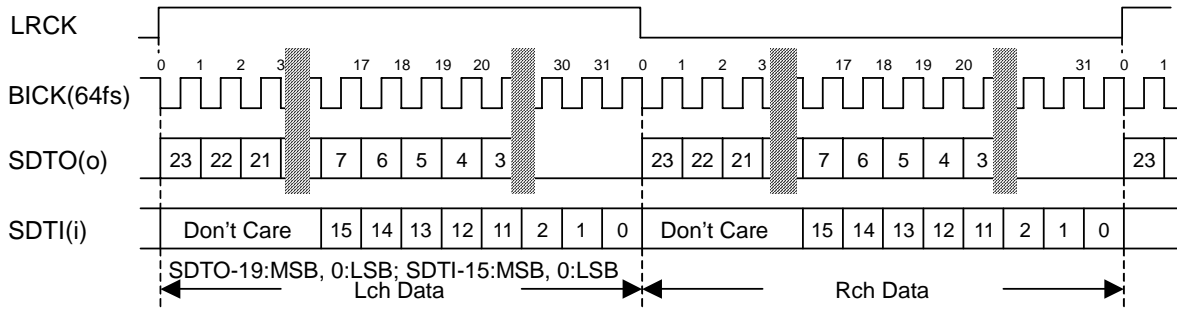 LRCK
0 1 2 3 17 18 19 20 30 31 0 1 2 3 17 18 19 20 31 0 1
BICK(64fs)
SDTO(o) 23 22 21 7 6 5 4 3 23 22 21 7 6 5 4 3 23
SDTI(i) Don't Care 15 14 13 12 11 2 1 0 Don't Care 15 14 13 12 11 2 1 0
SDTO-19:MSB, 0:LSB; SDTI-15:MSB, 0:LSB
Lch Data Rch Data